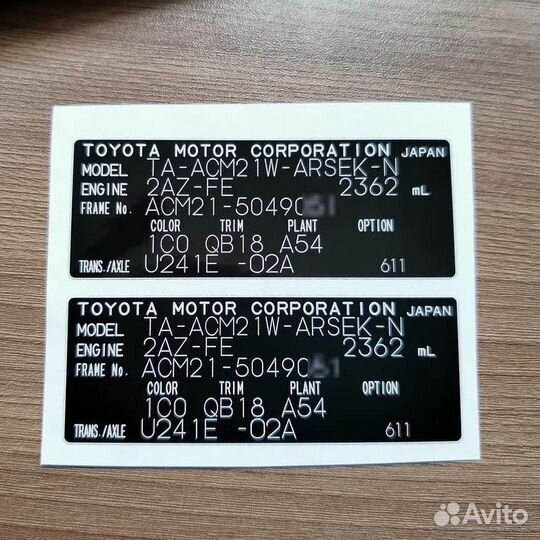 TOYOTA MOTOR CORPORATION JAPAN
MODEL TA-ACM21W-ARSEK-N
ENGINE 2AZ-FE 2362 mL
FRAME No. ACM21-50490
COLOR TRIM PLANT OPTION
1C0 QB18 A54
TRANS./AXLE U241E -02A 611
TOYOTA MOTOR CORPORATION JAPAN
MODEL TA-ACM21W-ARSEK-N
ENGINE 2AZ-FE 2362 mL
FRAME No. ACM21-50490
COLOR TRIM PLANT OPTION
1C0 QB18 A54
TRANS./AXLE U241E -02A 611
Avito